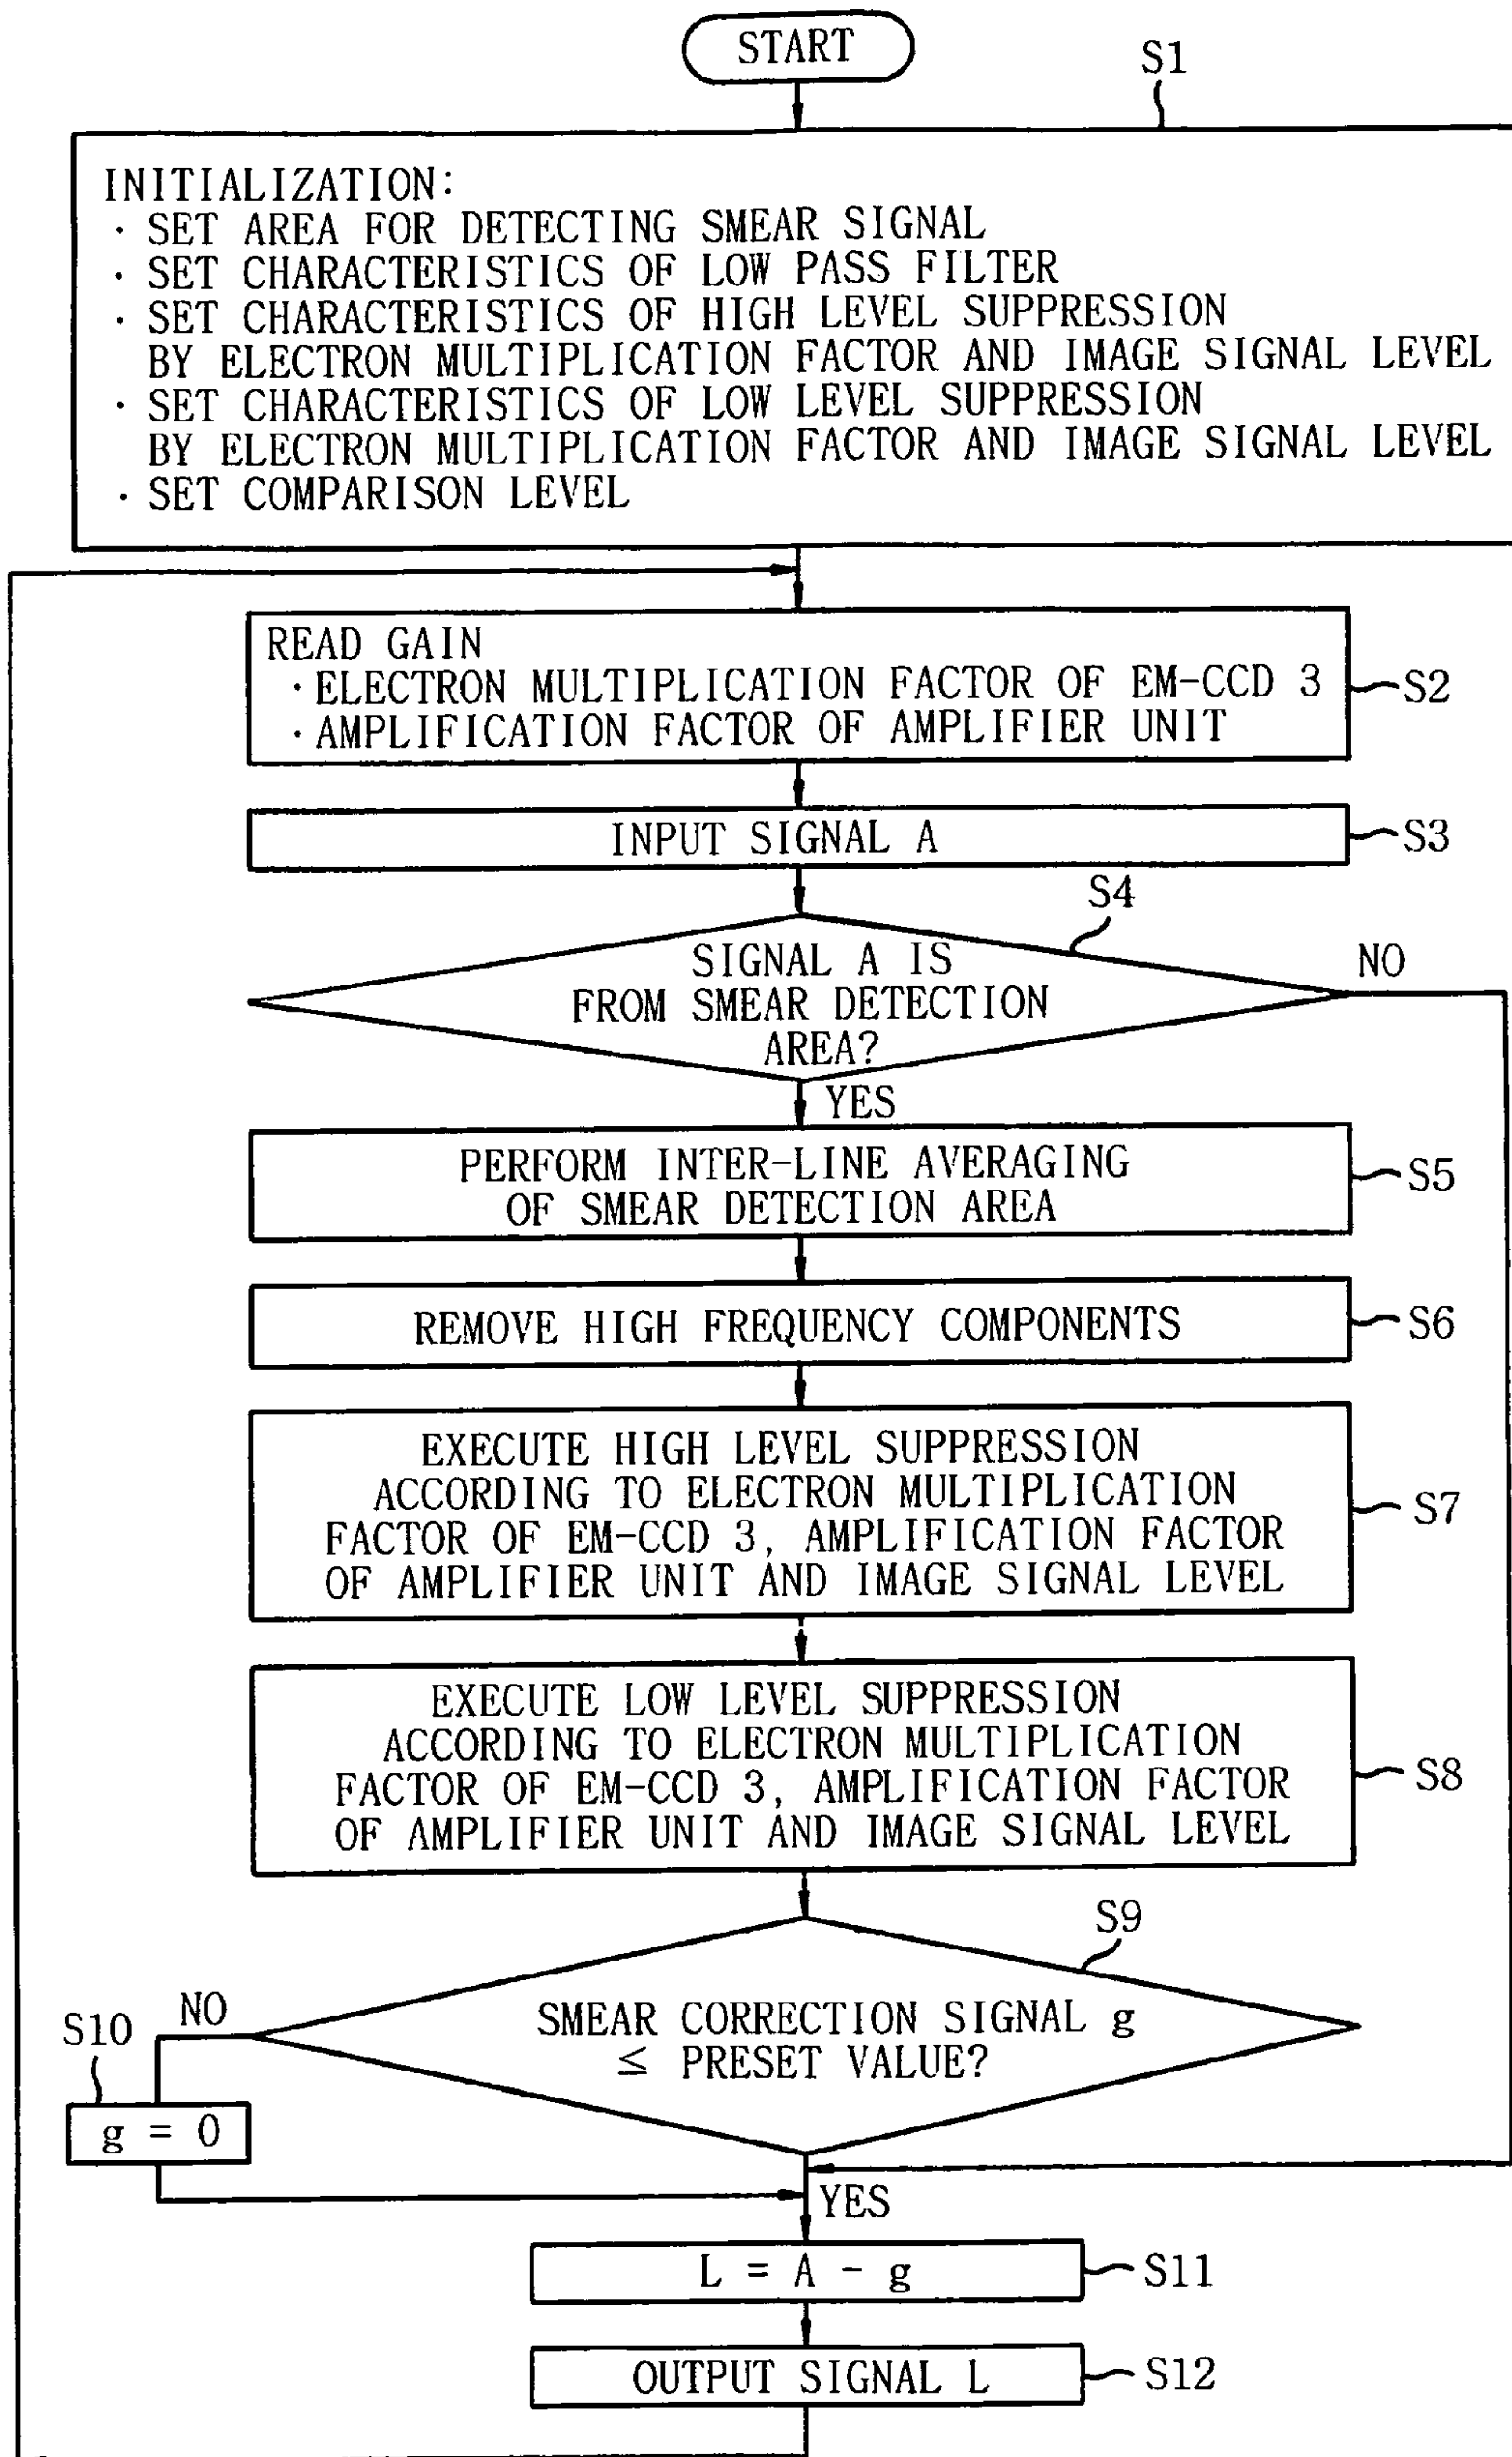 START
S1
INITIALIZATION:
· SET AREA FOR DETECTING SMEAR SIGNAL
· SET CHARACTERISTICS OF LOW PASS FILTER
· SET CHARACTERISTICS OF HIGH LEVEL SUPPRESSION
BY ELECTRON MULTIPLICATION FACTOR AND IMAGE SIGNAL LEVEL
· SET CHARACTERISTICS OF LOW LEVEL SUPPRESSION
BY ELECTRON MULTIPLICATION FACTOR AND IMAGE SIGNAL LEVEL
· SET COMPARISON LEVEL
READ GAIN
· ELECTRON MULTIPLICATION FACTOR OF EM-CCD 3
· AMPLIFICATION FACTOR OF AMPLIFIER UNIT
S2
INPUT SIGNAL A
S3
S4
SIGNAL A IS
FROM SMEAR DETECTION
AREA?
NO
YES
PERFORM INTER-LINE AVERAGING
OF SMEAR DETECTION AREA
S5
REMOVE HIGH FREQUENCY COMPONENTS
S6
EXECUTE HIGH LEVEL SUPPRESSION
ACCORDING TO ELECTRON MULTIPLICATION
FACTOR OF EM-CCD 3, AMPLIFICATION FACTOR
OF AMPLIFIER UNIT AND IMAGE SIGNAL LEVEL
S7
EXECUTE LOW LEVEL SUPPRESSION
ACCORDING TO ELECTRON MULTIPLICATION
FACTOR OF EM-CCD 3, AMPLIFICATION FACTOR
OF AMPLIFIER UNIT AND IMAGE SIGNAL LEVEL
S8
S9
SMEAR CORRECTION SIGNAL g
≤ PRESET VALUE?
NO
S10
g = 0
YES
L = A - g
S11
OUTPUT SIGNAL L
S12